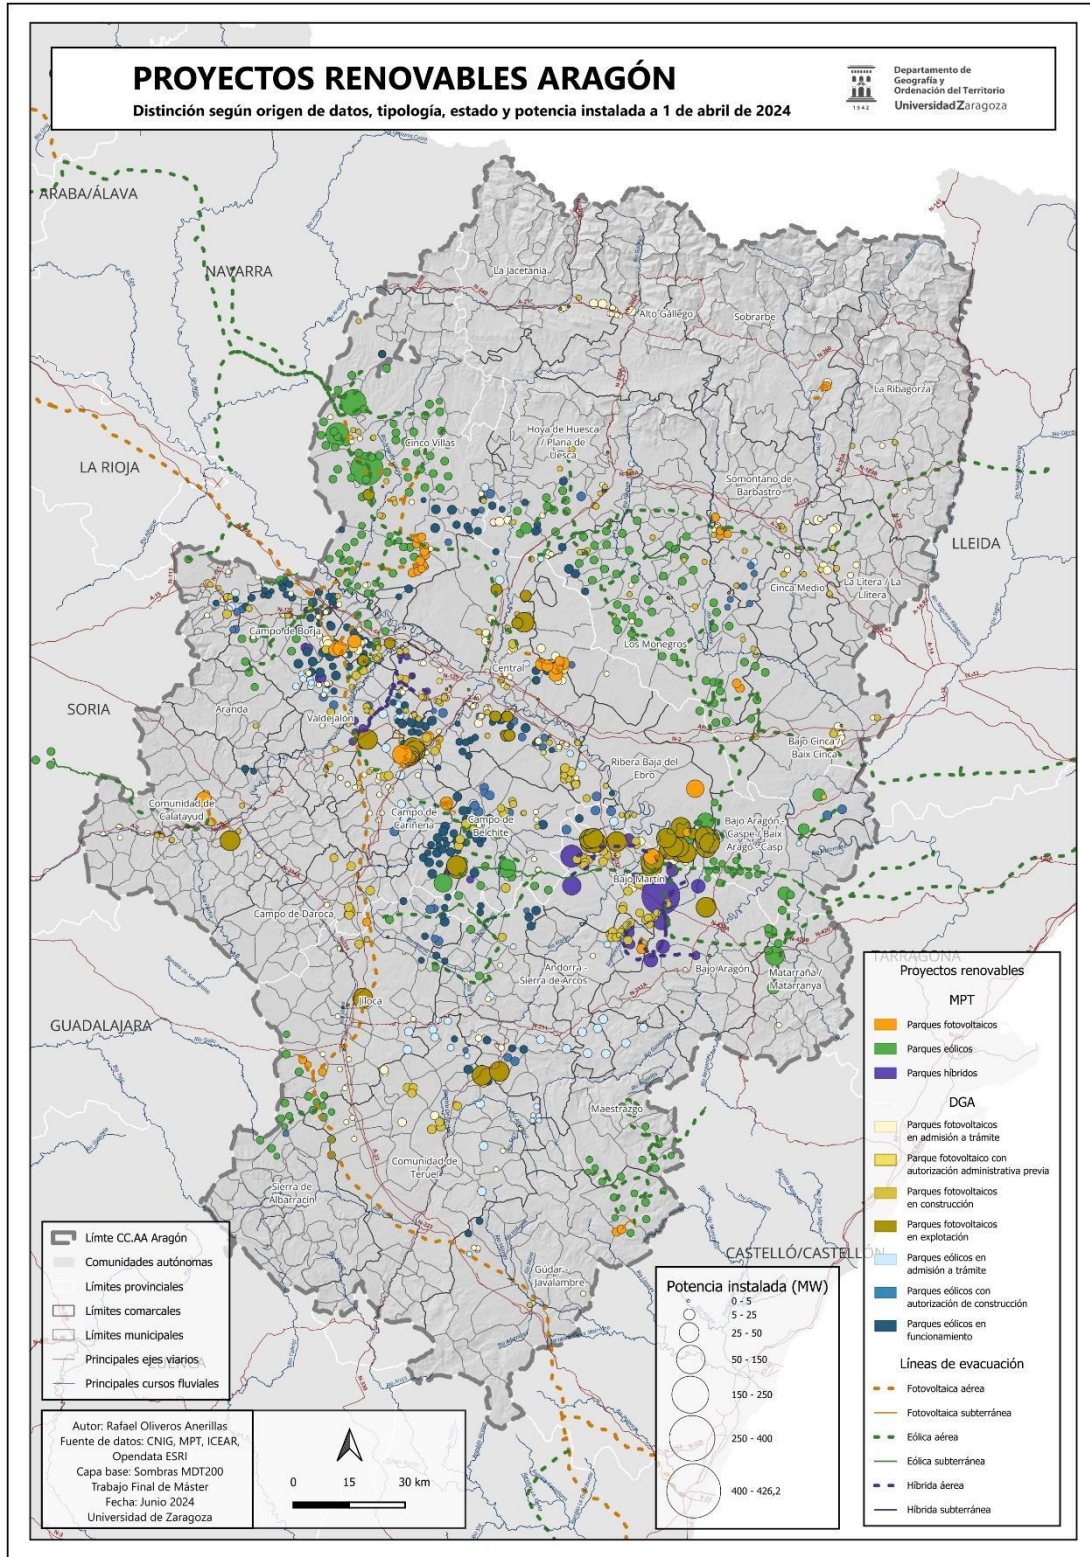 PROYECTOS RENOVABLES ARAGÓN
Distinción según origen de datos, tipología, estado y potencia instalada a 1 de abril de 2024
1542
Departamento de
Geografía y
Ordenación del Territorio
Universidad Zaragoza
ARABA/ÁLAVA
NAVARRA
LA RIOJA
SORIA
GUADALAJARA
LLEIDA
TARRAGONA
CASTELLÓ/CASTELLÓN
CUENCA
La Jacetania
Alto Gállego
Sobrarbe
La Ribagorza
Cinco Villas
Hoya de Huesca
/ Plana de
Uesca
Somontano de
Barbastro
Cinca Medio
La Litera / La
Llitera
Los Monegros
Campo de Borja
Aranda
Valdejalón
Central
Bajo Cinca /
Baix Cinca
Ribera Baja del
Ebro
Comunidad de
Calatayud
Campo de
Cariñena
Campo de
Belchite
Bajo Aragón-
Caspe / Baix
Aragó -Casp
Bajo Martín
Campo de Daroca
Andorra -
Sierra de Arcos
Bajo Aragón
Matarraña /
Matarranya
Jiloca
Maestrazgo
Comunidad de
Teruel
Sierra de
Albarracín
Gúdar-
Javalambre
Proyectos renovables
MPT
Parques fotovoltaicos
Parques eólicos
Parques híbridos
DGA
Parques fotovoltaicos
en admisión a trámite
Parque fotovoltaico con
autorización administrativa previa
Parques fotovoltaicos
en construcción
Parques fotovoltaicos
en explotación
Parques eólicos en
admisión a trámite
Parques eólicos con
autorización de construcción
Parques eólicos en
funcionamiento
Líneas de evacuación
Fotovoltaica aérea
Fotovoltaica subterránea
Eólica aérea
Eólica subterránea
Híbrida áerea
Híbrida subterránea
Límte CC.AA Aragón
Comunidades autónomas
Límites provinciales
Límites comarcales
Límites municipales
Principales ejes viarios
Principales cursos fluviales
Potencia instalada (MW)
0 - 5
5 - 25
25 - 50
50 - 150
150 - 250
250 - 400
400 - 426,2
Autor: Rafael Oliveros Anerillas
Fuente de datos: CNIG, MPT, ICEAR,
Opendata ESRI
Capa base: Sombras MDT200
Trabajo Final de Máster
Fecha: Junio 2024
Universidad de Zaragoza
0 15 30 km